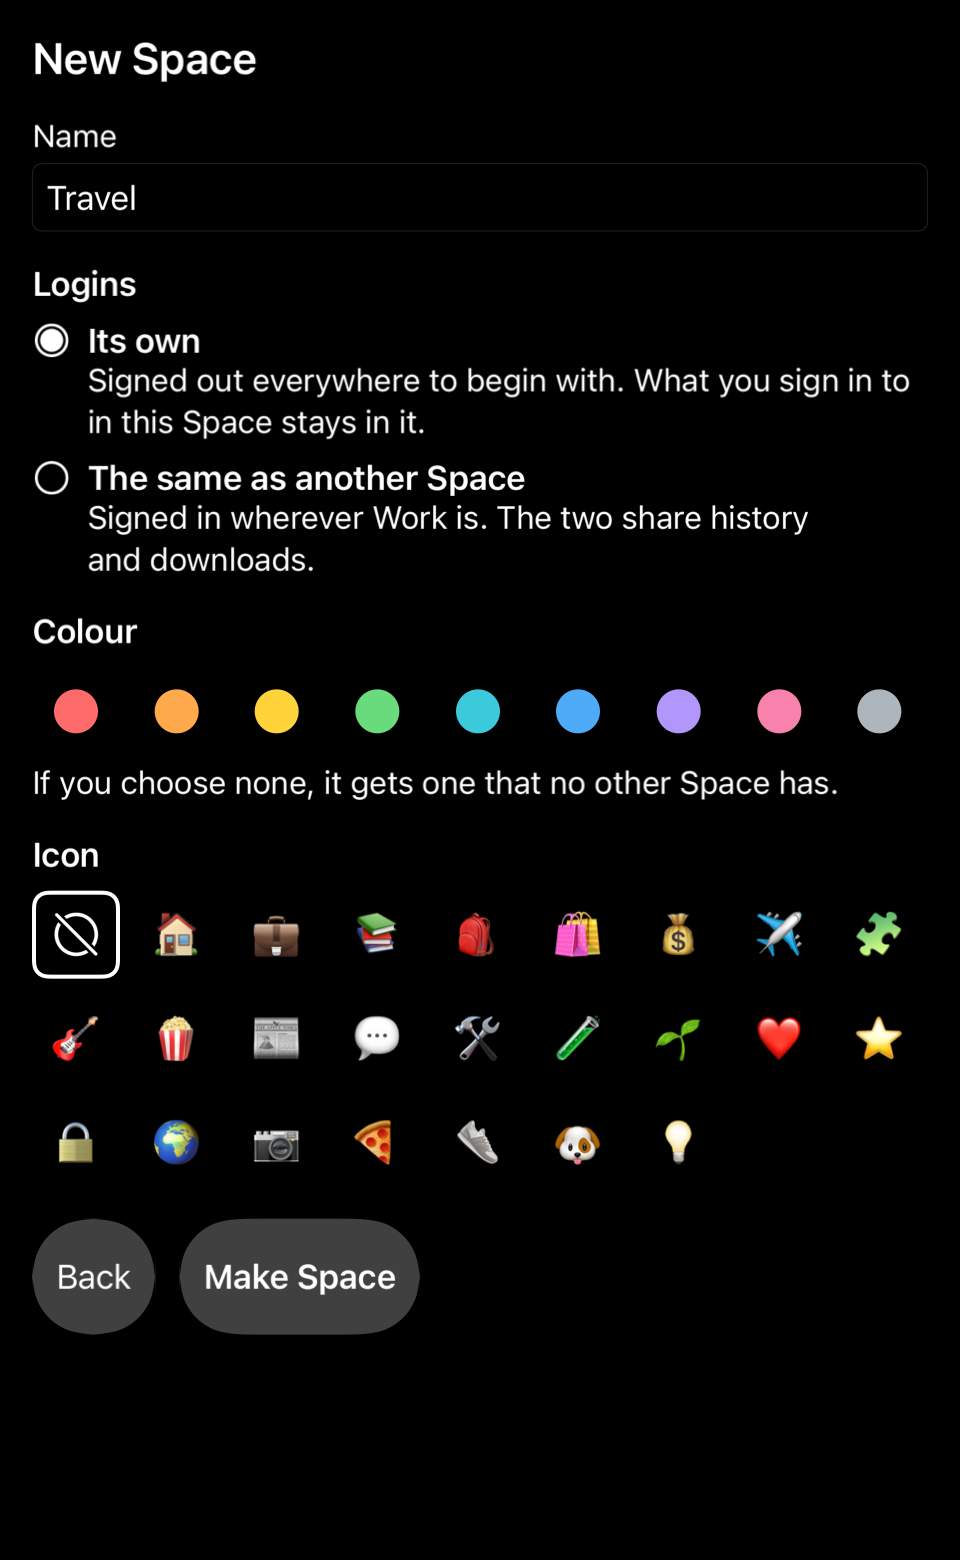 New Space
Name
Travel
Logins
Its own
Signed out everywhere to begin with. What you sign in to
in this Space stays in it.
The same as another Space
Signed in wherever Work is. The two share history
and downloads.
Colour
If you choose none, it gets one that no other Space has.
Icon
Back
Make Space